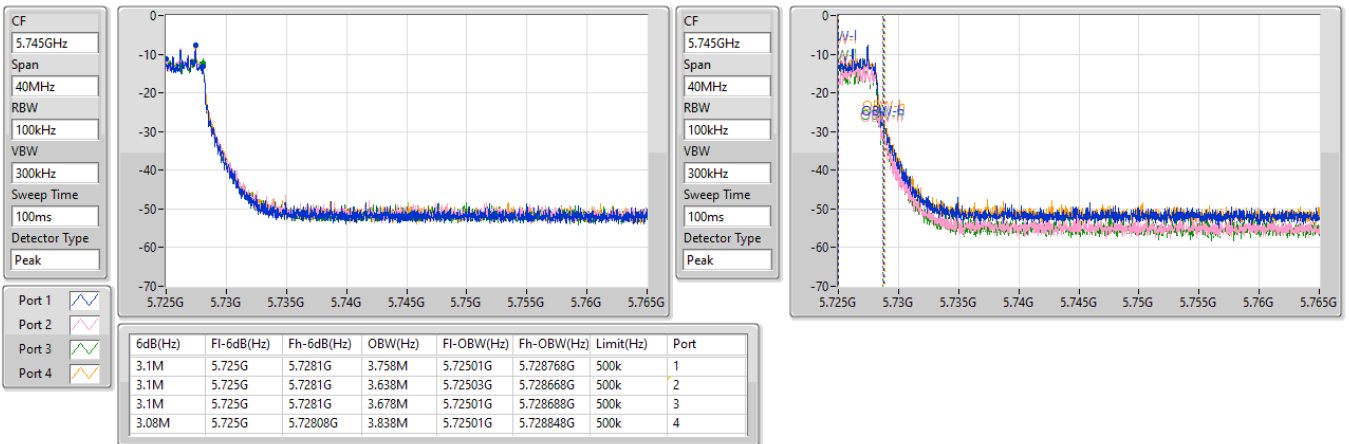 CF
5.745GHz
Span
40MHz
RBW
100kHz
VBW
300kHz
Sweep Time
100ms
Detector Type
Peak
0-
-10-
-20-
-30-
-40-
-50-
-60-
-70-
5.725G 5.73G 5.735G 5.74G 5.745G 5.75G 5.755G 5.76G 5.765G
CF
5.745GHz
Span
40MHz
RBW
100kHz
VBW
300kHz
Sweep Time
100ms
Detector Type
Peak
0-
-10-
-20-
-30-
-40-
-50-
-60-
-70-
5.725G 5.73G 5.735G 5.74G 5.745G 5.75G 5.755G 5.76G 5.765G
Port 1
Port 2
Port 3
Port 4
6dB(Hz) Fl-6dB(Hz) Fh-6dB(Hz) OBW(Hz) Fl-OBW(Hz) Fh-OBW(Hz) Limit(Hz) Port
3.1M 5.725G 5.7281G 3.758M 5.72501G 5.728768G 500k 1
3.1M 5.725G 5.7281G 3.638M 5.72503G 5.728668G 500k 2
3.1M 5.725G 5.7281G 3.678M 5.72501G 5.728688G 500k 3
3.08M 5.725G 5.72808G 3.838M 5.72501G 5.728848G 500k 4